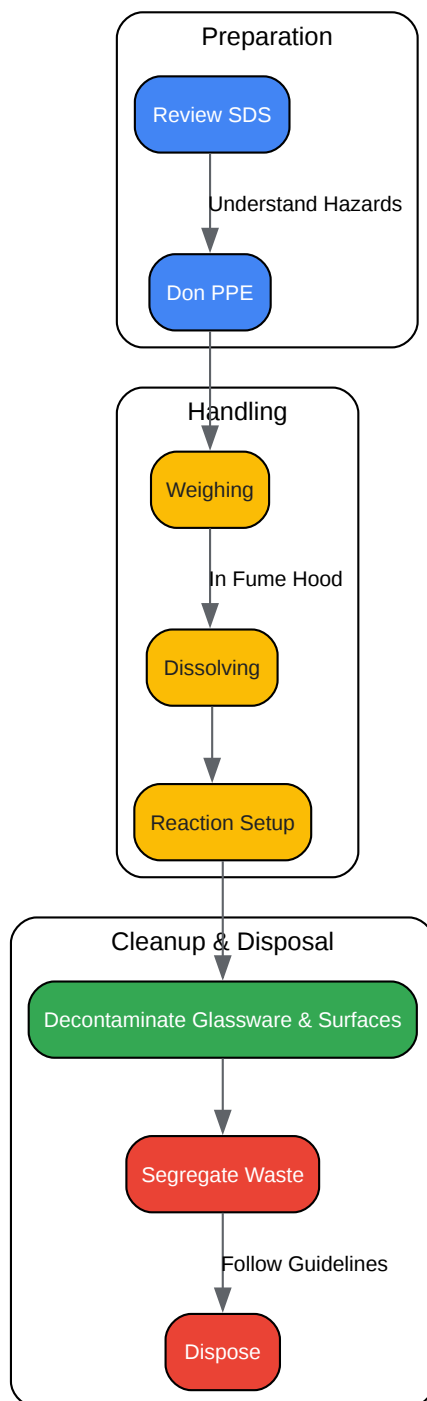 Preparation
Review SDS
Understand Hazards
Don PPE
Handling
Weighing
In Fume Hood
Dissolving
Reaction Setup
Cleanup & Disposal
Decontaminate Glassware & Surfaces
Segregate Waste
Follow Guidelines
Dispose